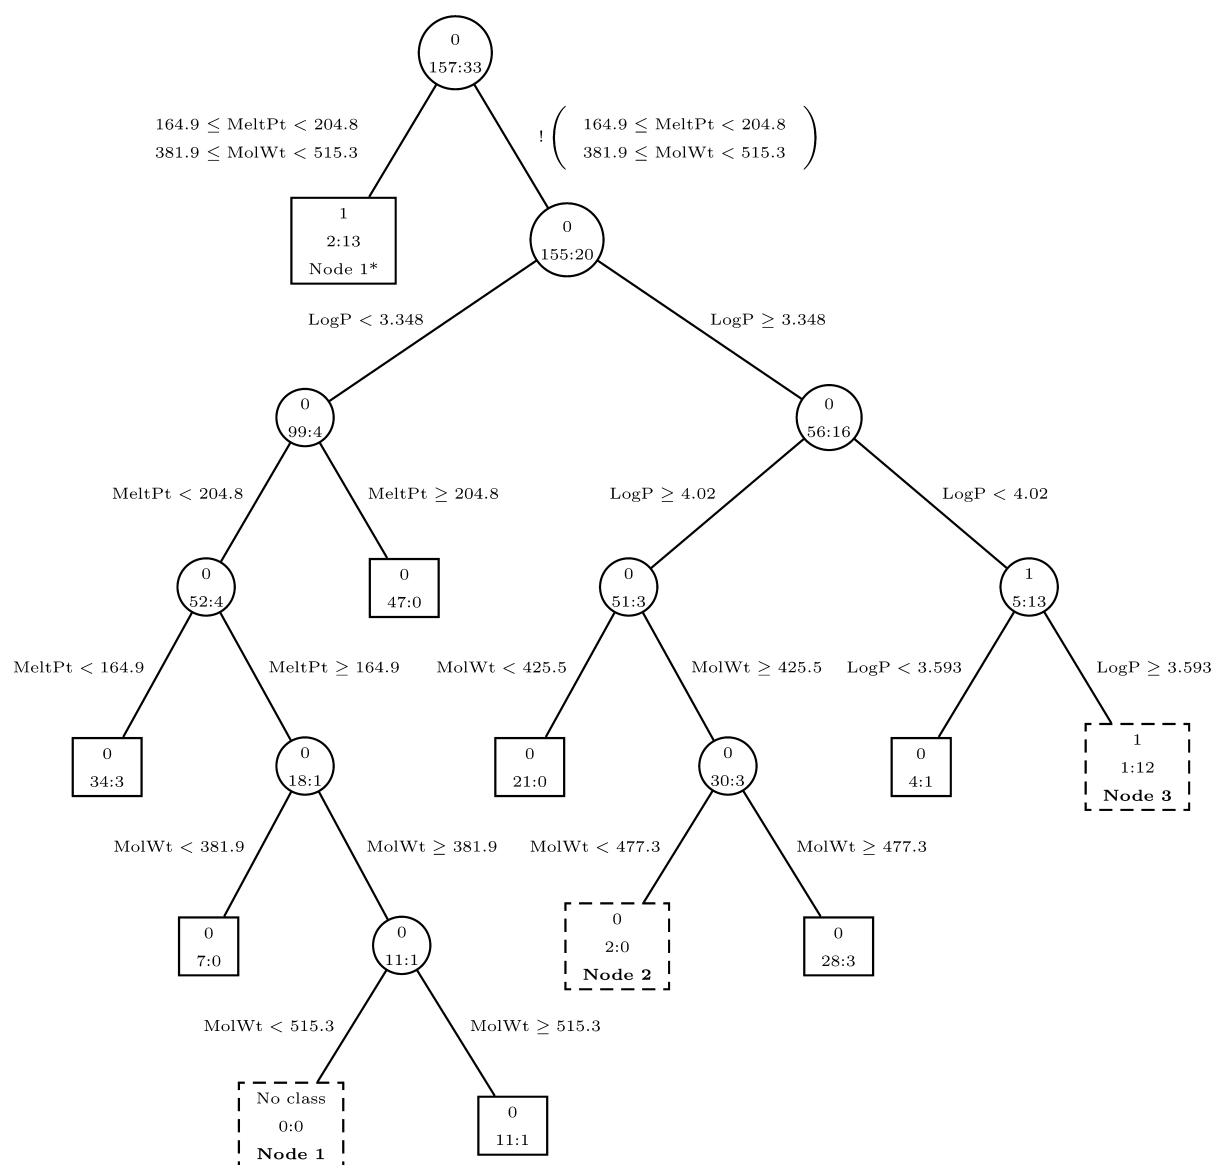 0
157:33
164.9 ≤ MeltPt < 204.8
381.9 ≤ MolWt < 515.3
! ( 164.9 ≤ MeltPt < 204.8
381.9 ≤ MolWt < 515.3 )
1
2:13
Node 1*
0
155:20
LogP < 3.348
LogP ≥ 3.348
0
99:4
0
56:16
MeltPt < 204.8
MeltPt ≥ 204.8
LogP ≥ 4.02
LogP < 4.02
0
52:4
0
47:0
0
51:3
1
5:13
MeltPt < 164.9
MeltPt ≥ 164.9
MolWt < 425.5
MolWt ≥ 425.5
LogP < 3.593
LogP ≥ 3.593
0
34:3
0
18:1
0
21:0
0
30:3
0
4:1
1
1:12
Node 3
MolWt < 381.9
MolWt ≥ 381.9
MolWt < 477.3
MolWt ≥ 477.3
0
7:0
0
11:1
0
2:0
Node 2
0
28:3
MolWt < 515.3
MolWt ≥ 515.3
No class
0:0
Node 1
0
11:1